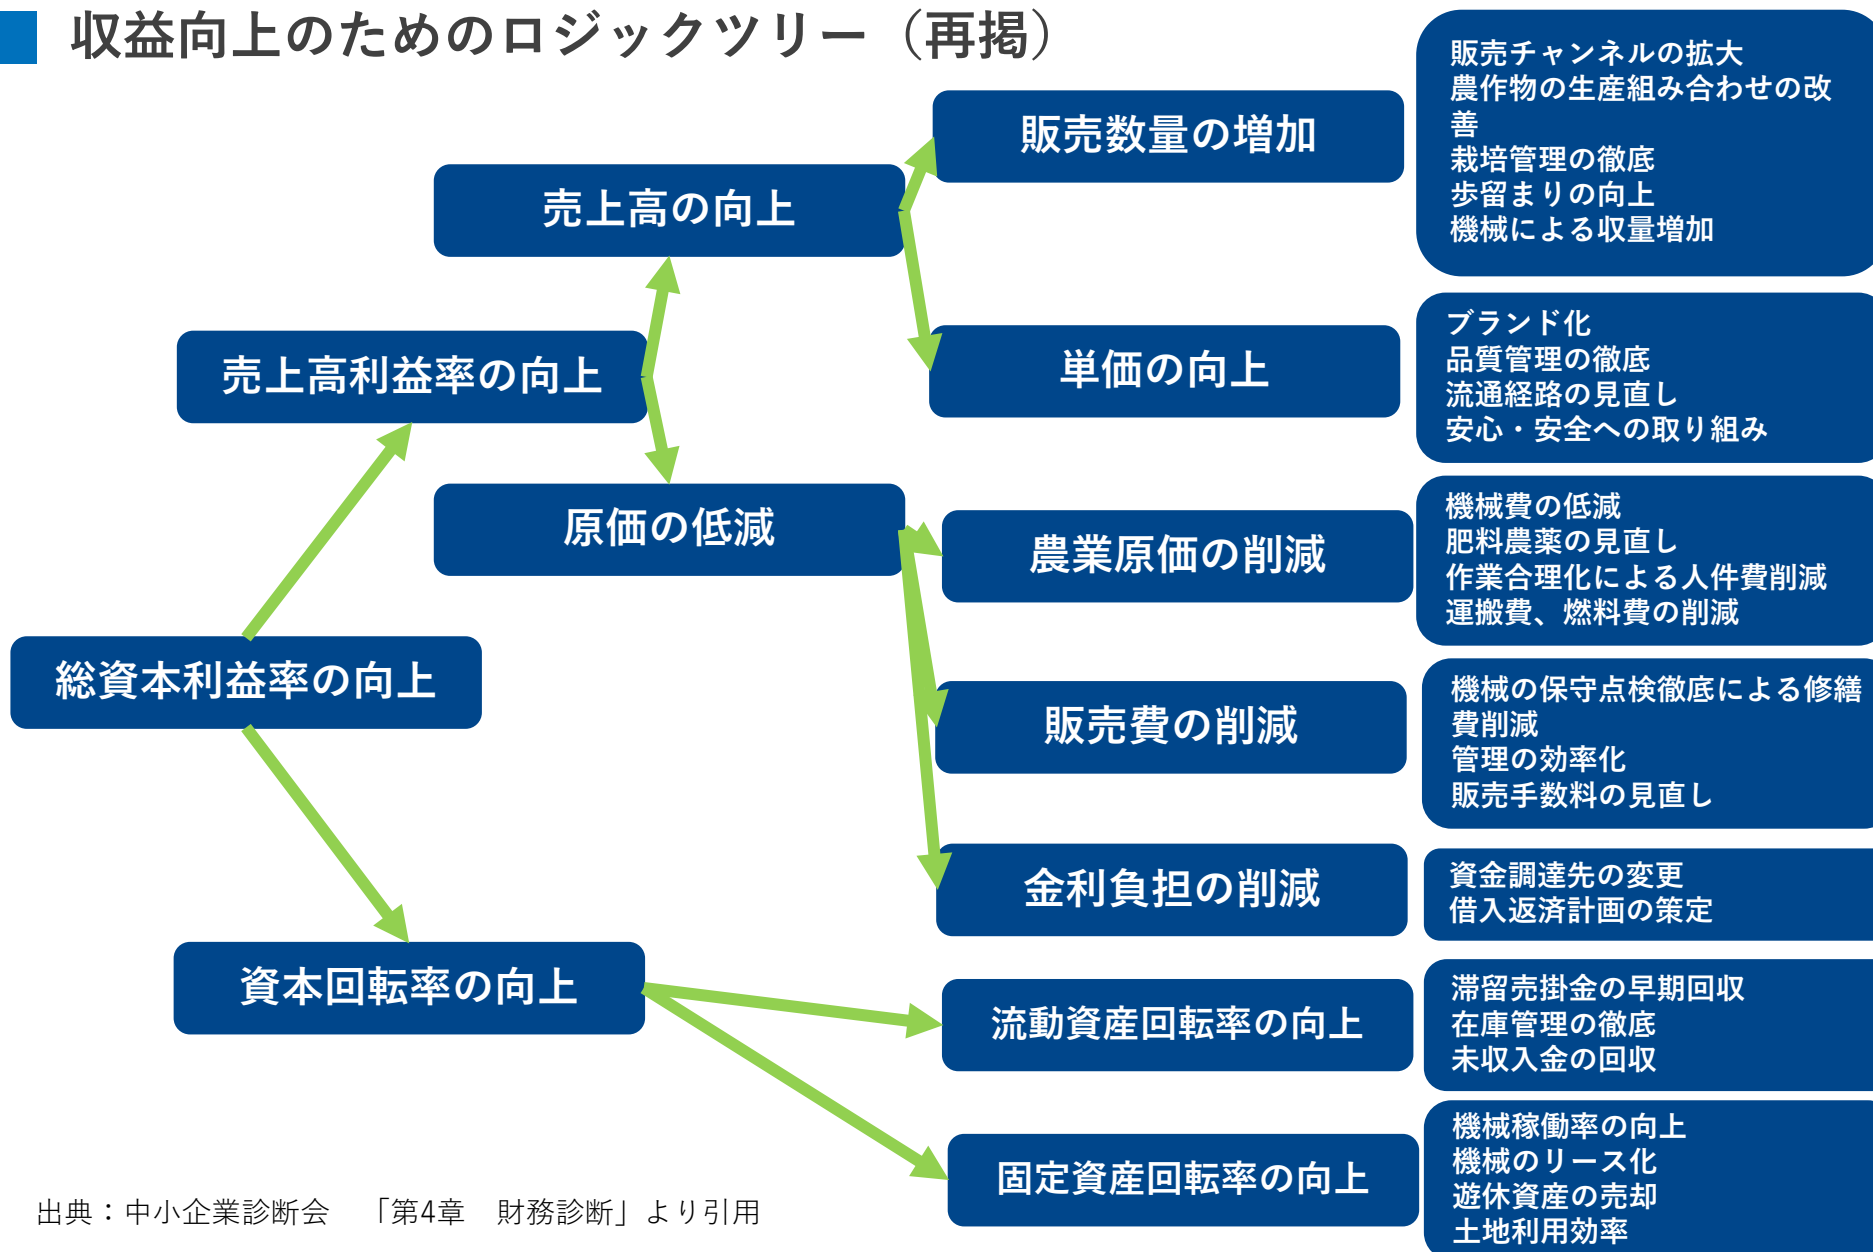 収益向上のためのロジックツリー（再掲）
販売チャンネルの拡大
農作物の生産組み合わせの改
善
栽培管理の徹底
歩留まりの向上
機械による収量増加
販売数量の増加
売上高の向上
ブランド化
品質管理の徹底
流通経路の見直し
安心・安全への取り組み
単価の向上
売上高利益率の向上
機械費の低減
肥料農薬の見直し
作業合理化による人件費削減
運搬費、燃料費の削減
原価の低減
農業原価の削減
総資本利益率の向上
機械の保守点検徹底による修繕
費削減
管理の効率化
販売手数料の見直し
販売費の削減
金利負担の削減
資金調達先の変更
借入返済計画の策定
資本回転率の向上
流動資産回転率の向上
滞留売掛金の早期回収
在庫管理の徹底
未収入金の回収
固定資産回転率の向上
機械稼働率の向上
機械のリース化
遊休資産の売却
土地利用効率
出典：中小企業診断会　「第4章　財務診断」より引用